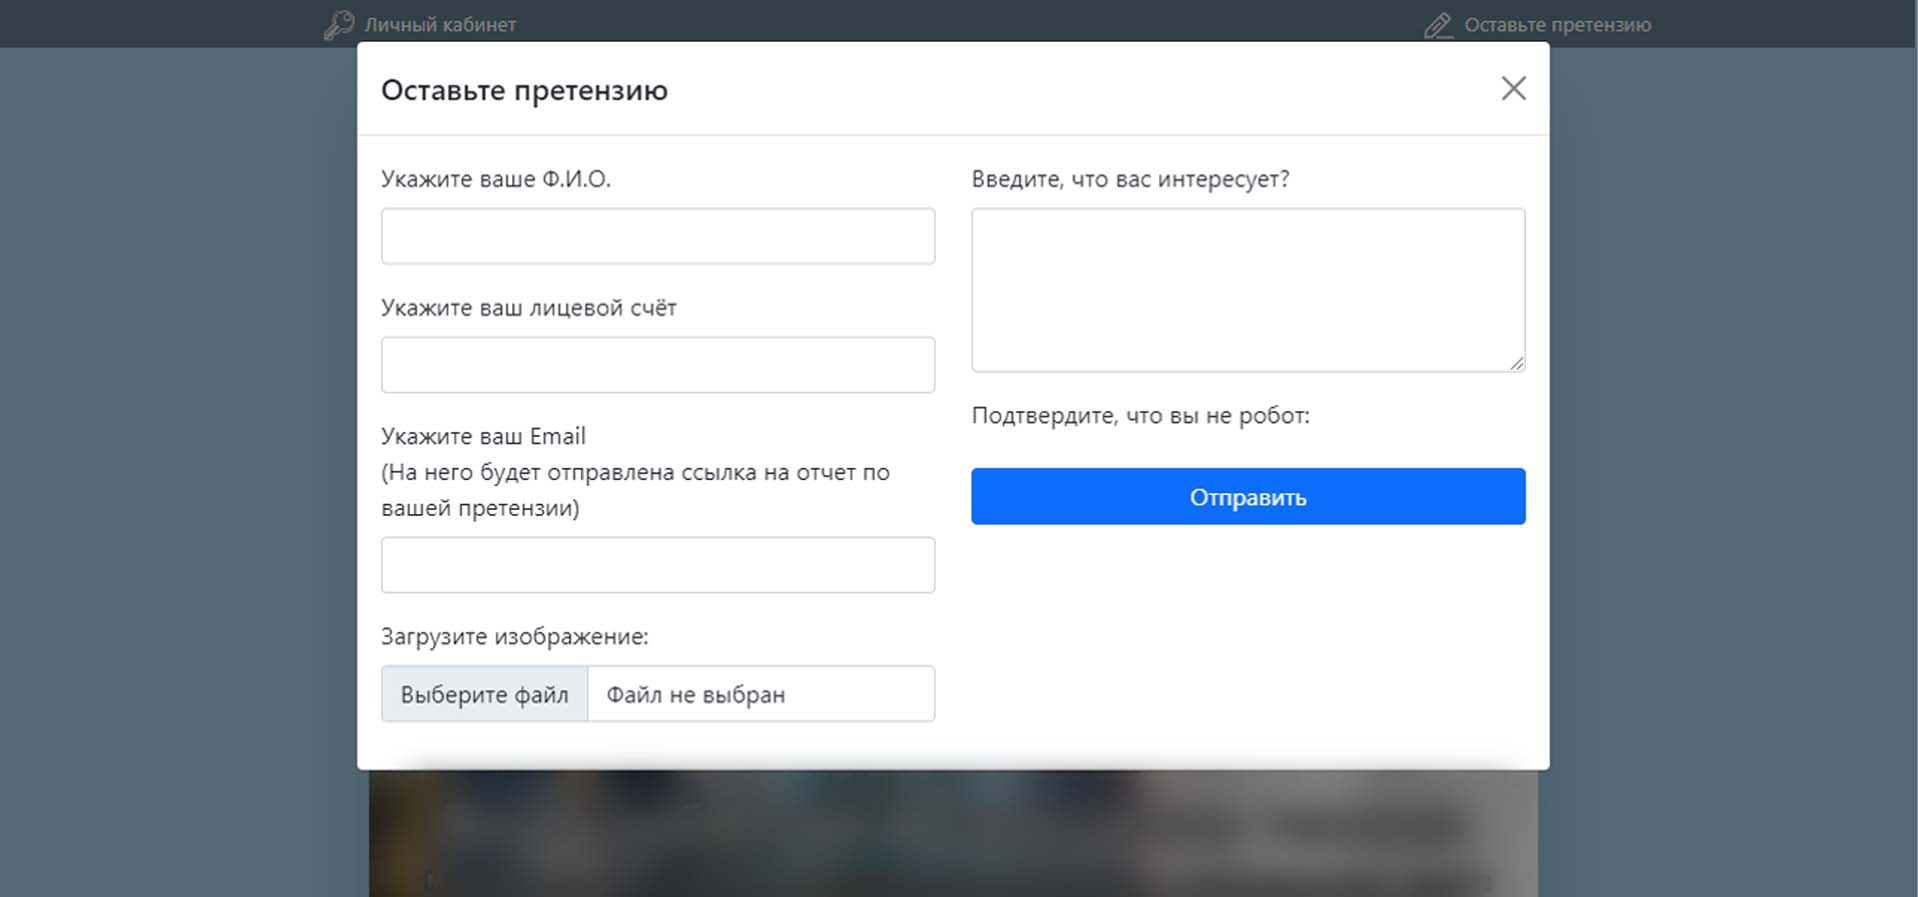 Личный кабинет
Оставьте претензию
Оставьте претензию
Укажите ваше Ф.И.О.
Укажите ваш лицевой счёт
Укажите ваш Email
(На него будет отправлена ссылка на отчет по
вашей претензии)
Загрузите изображение:
Выберите файл
Файл не выбран
Введите, что вас интересует?
Подтвердите, что вы не робот:
Отправить